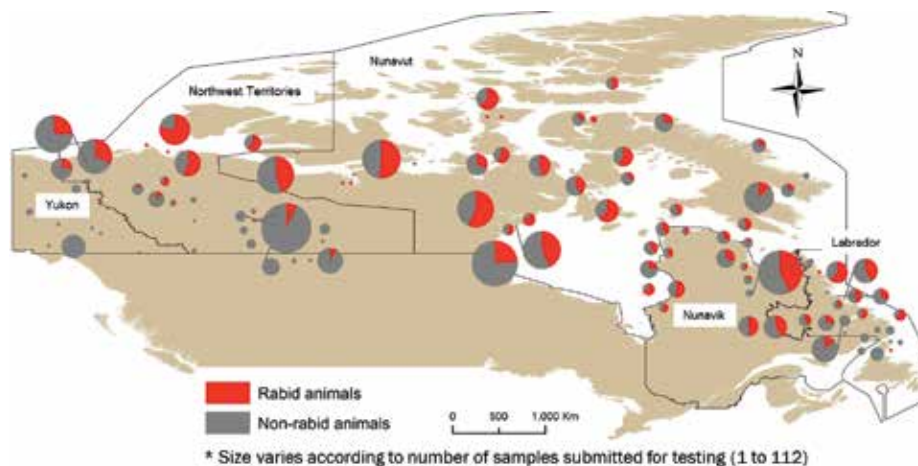 Nunavut
N
Northwest Territories
Yukon
Labrador
Nunavik
Rabid animals
Non-rabid animals
0 500 1,000 Km
* Size varies according to number of samples submitted for testing (1 to 112)